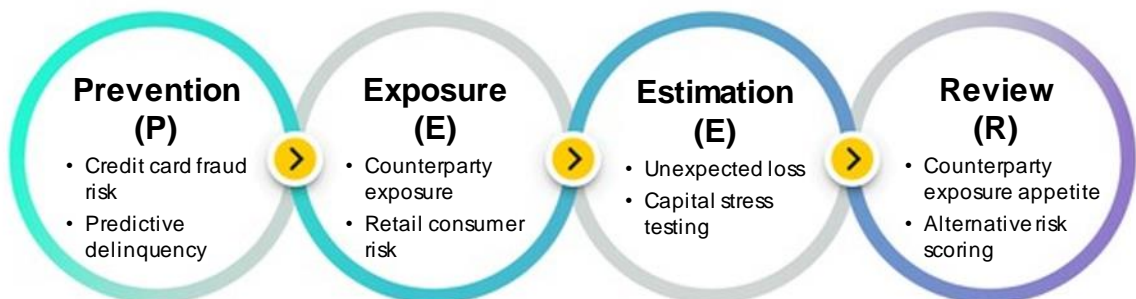 Prevention
(P)
• Credit card fraud
risk
• Predictive
delinquency
Exposure
(E)
• Counterparty
exposure
• Retail consumer
risk
Estimation
(E)
• Unexpected loss
• Capital stress
testing
Review
(R)
• Counterparty
exposure appetite
• Alternative risk
scoring